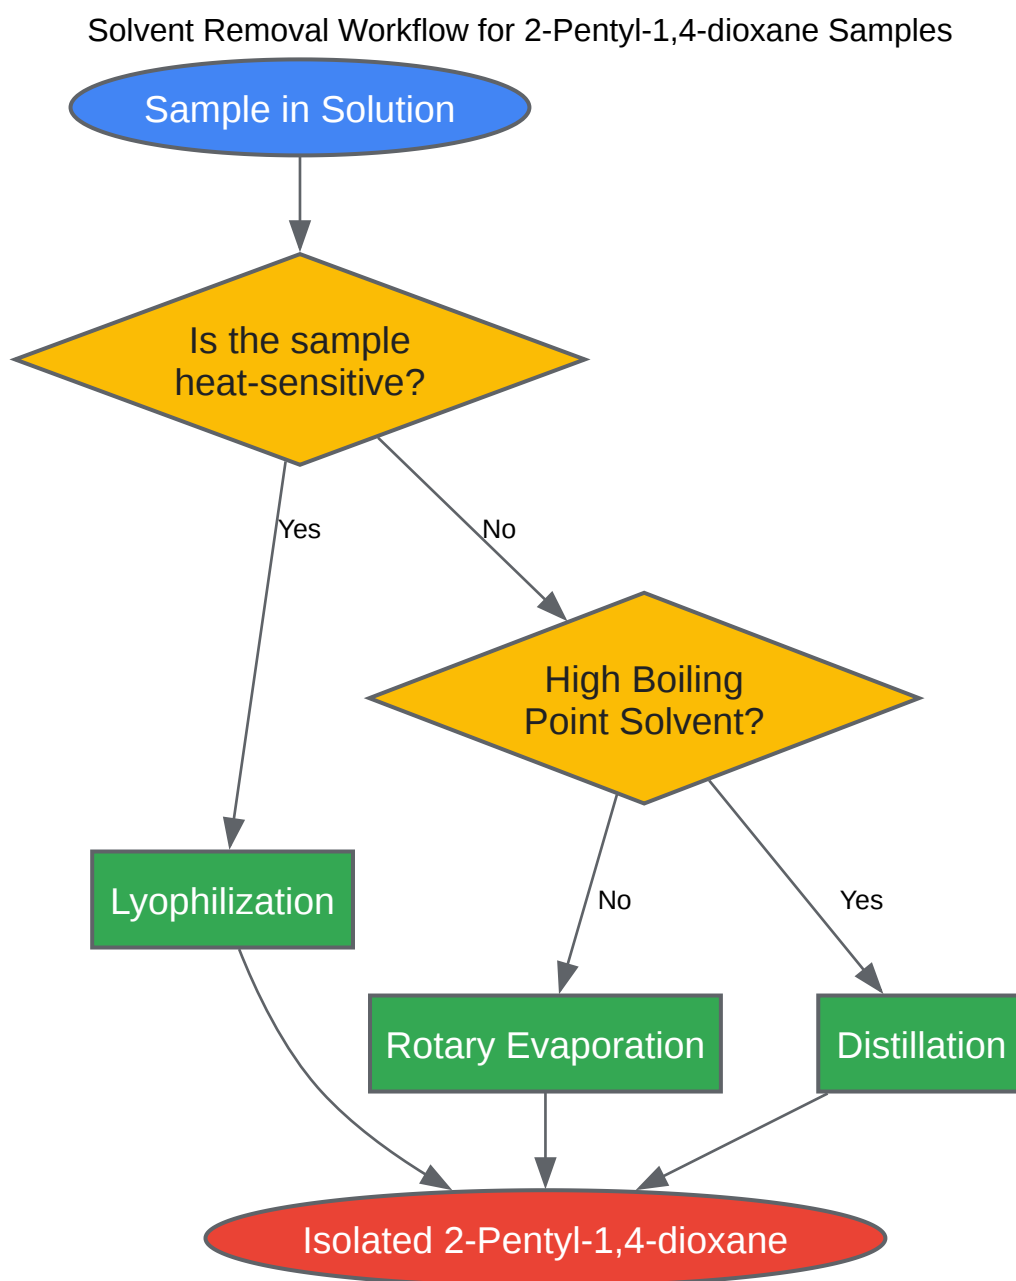 Solvent Removal Workflow for 2-Pentyl-1,4-dioxane Samples
Sample in Solution
Is the sample
heat-sensitive?
Yes
No
High Boiling
Point Solvent?
Lyophilization
No
Yes
Rotary Evaporation
Distillation
Isolated 2-Pentyl-1,4-dioxane